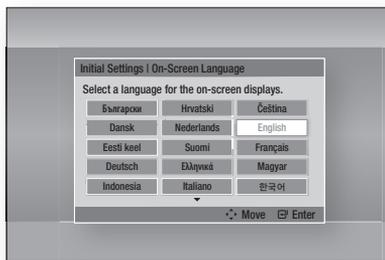 Initial Settings | On-Screen Language
Select a language for the on-screen displays.
Български Hrvatski Čeština
Dansk Nederlands English
Eesti keel Suomi Français
Deutsch Ελληνικά Magyar
Indonesia Italiano 한국어
Move Enter